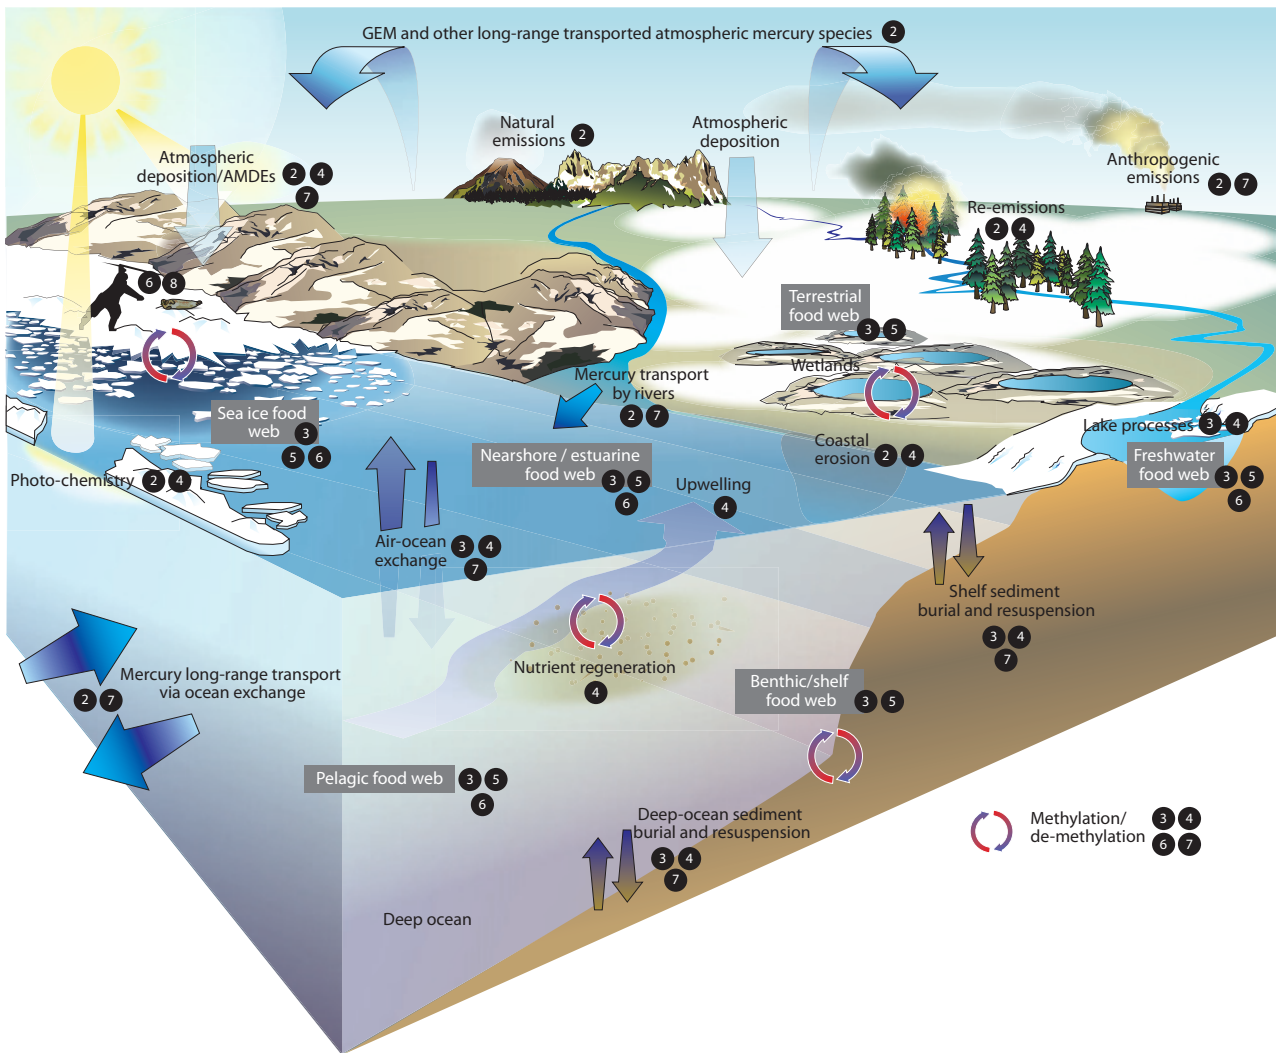 GEM and other long-range transported atmospheric mercury species 2
Natural
emissions 2
Atmospheric
deposition
Atmospheric
deposition/AMDEs 2 4
7
Anthropogenic
emissions 2 7
Re-emissions
2 4
6 8
Terrestrial
food web
3 5
Wetlands
Mercury transport
by rivers
2 7
Sea ice food
web 3
5 6
Lake processes 3 4
Coastal
erosion 2 4
Nearshore / estuarine
food web 3 5
6
Freshwater
food web 3 5
6
Photo-chemistry 2 4
Upwelling
4
Air-ocean
exchange 3 4
7
Shelf sediment
burial and resuspension
3 4
7
Mercury long-range transport
via ocean exchange
2 7
Nutrient regeneration
4
Benthic/shelf
food web 3 5
Pelagic food web 3 5
6
Deep-ocean sediment
burial and resuspension
3 4
7
Methylation/
de-methylation
3 4
6 7
Deep ocean